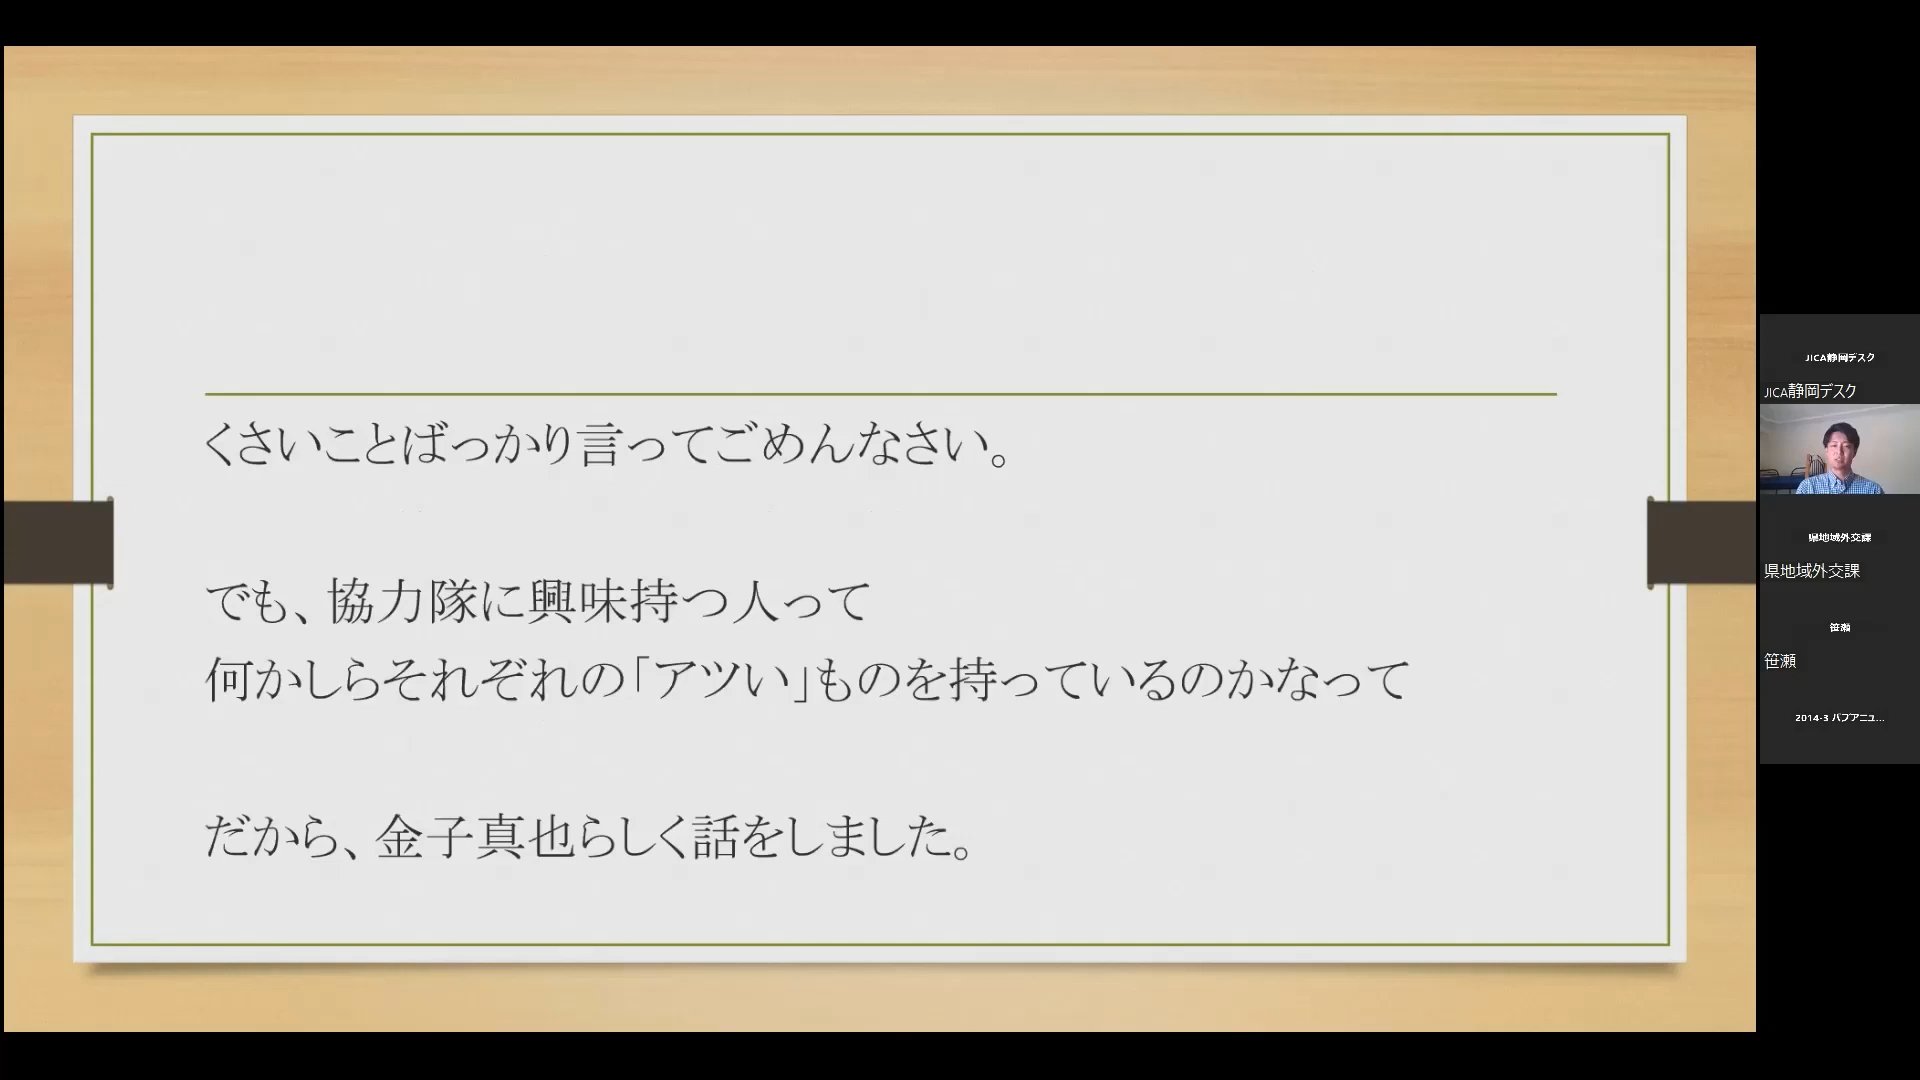 くさいことばっかり言ってごめんなさい。
でも、協力隊に興味持つ人って
何かしらそれぞれの「アツい」ものを持っているのかなって
だから、金子真也らしく話をしました。
JICA静岡デスク
JICA静岡デスク
県地域外交課
県地域外交課
笹瀬
笹瀬
2014-3 パプアニュ...